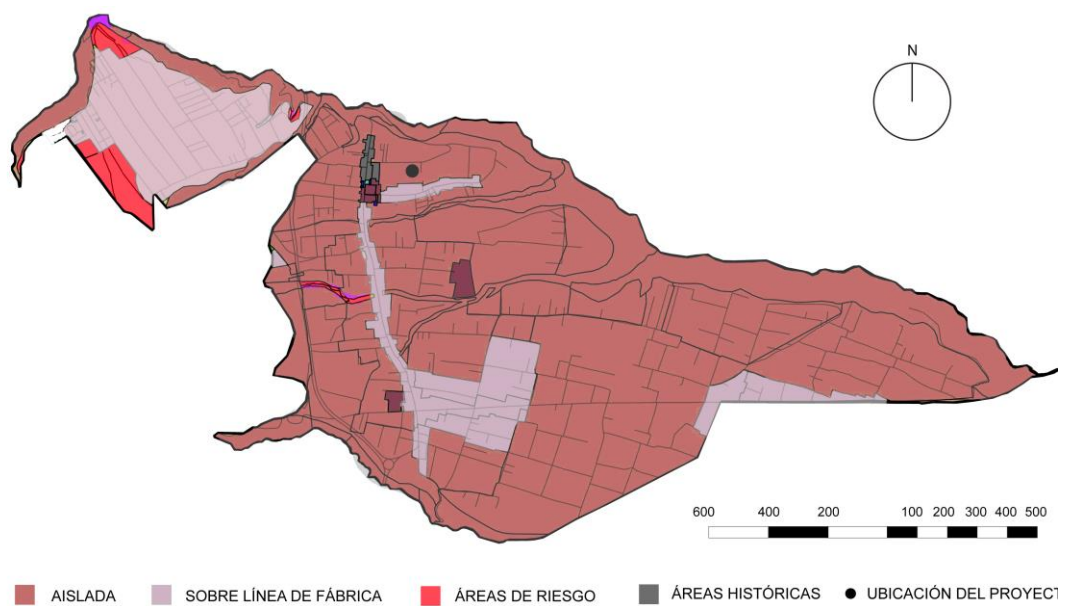 N
600 400 200 100 200 300 400 500
AISLADA SOBRE LÍNEA DE FÁBRICA ÁREAS DE RIESGO ÁREAS HISTÓRICAS UBICACIÓN DEL PROYECT